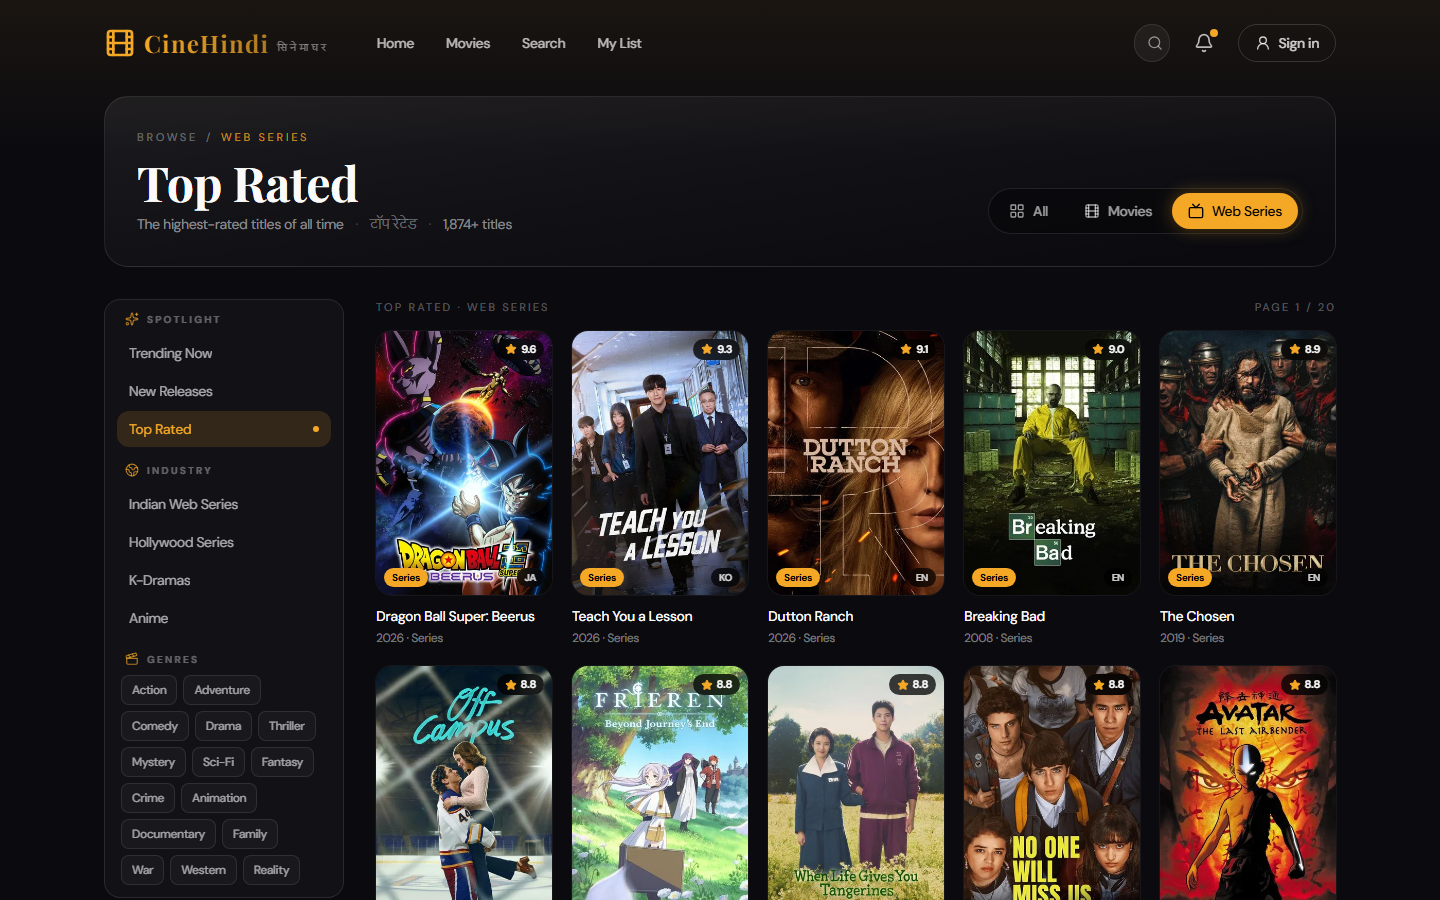 CineHindi सिनेमाघर
Home
Movies
Search
My List
Sign in
BROWSE / WEB SERIES
Top Rated
The highest-rated titles of all time · टॉप रेटेड · 1,874+ titles
All
Movies
Web Series
SPOTLIGHT
Trending Now
New Releases
Top Rated
INDUSTRY
Indian Web Series
Hollywood Series
K-Dramas
Anime
GENRES
Action
Adventure
Comedy
Drama
Thriller
Mystery
Sci-Fi
Fantasy
Crime
Animation
Documentary
Family
War
Western
Reality
TOP RATED · WEB SERIES
PAGE 1 / 20
9.6
DRAGON BALL
SUPER
BEERUS
Series
JA
Dragon Ball Super: Beerus
2026 · Series
9.3
TEACH YOU
A LESSON
Series
KO
Teach You a Lesson
2026 · Series
9.1
DUTTON
RANCH
Series
EN
Dutton Ranch
2026 · Series
9.0
Breaking
Bad
Series
EN
Breaking Bad
2008 · Series
8.9
THE CHOSEN
Series
EN
The Chosen
2019 · Series
8.8
Off
Campus
8.8
FRIEREN
Beyond Journey's End
8.8
When Life Gives You
Tangerines
8.8
NO ONE
WILL
MISS US
8.8
AVATAR
THE LAST AIRBENDER